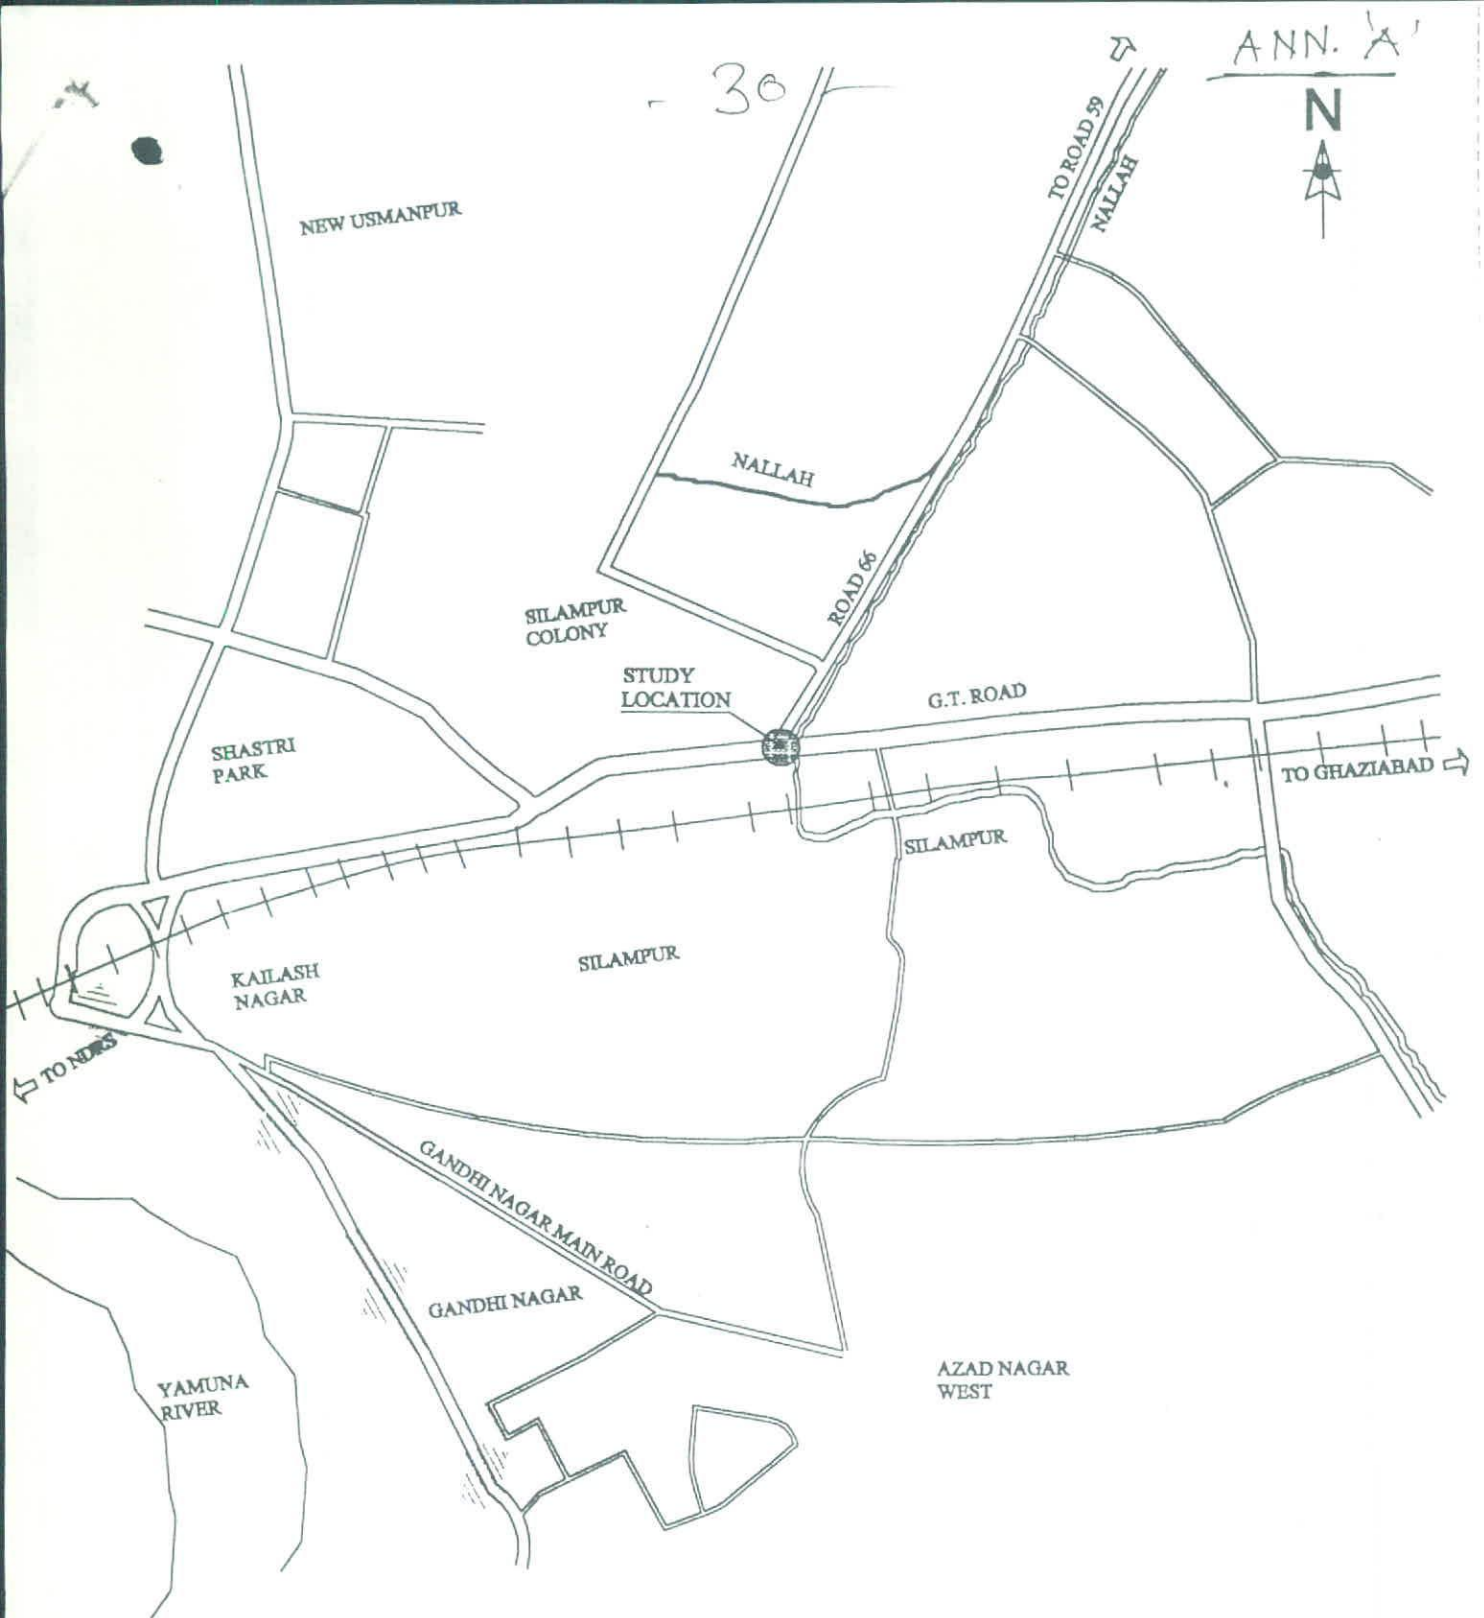 ANN. 'A'
- 30
N
TO ROAD 59
NALLAH
NEW USMANPUR
NALLAH
ROAD 66
SILAMPUR
COLONY
STUDY
LOCATION
G.T. ROAD
SHASTRI
PARK
TO GHAZIABAD
SILAMPUR
SILAMPUR
KAILASH
NAGAR
TO NDRS
GANDHI NAGAR MAIN ROAD
GANDHI NAGAR
AZAD NAGAR
WEST
YAMUNA
RIVER